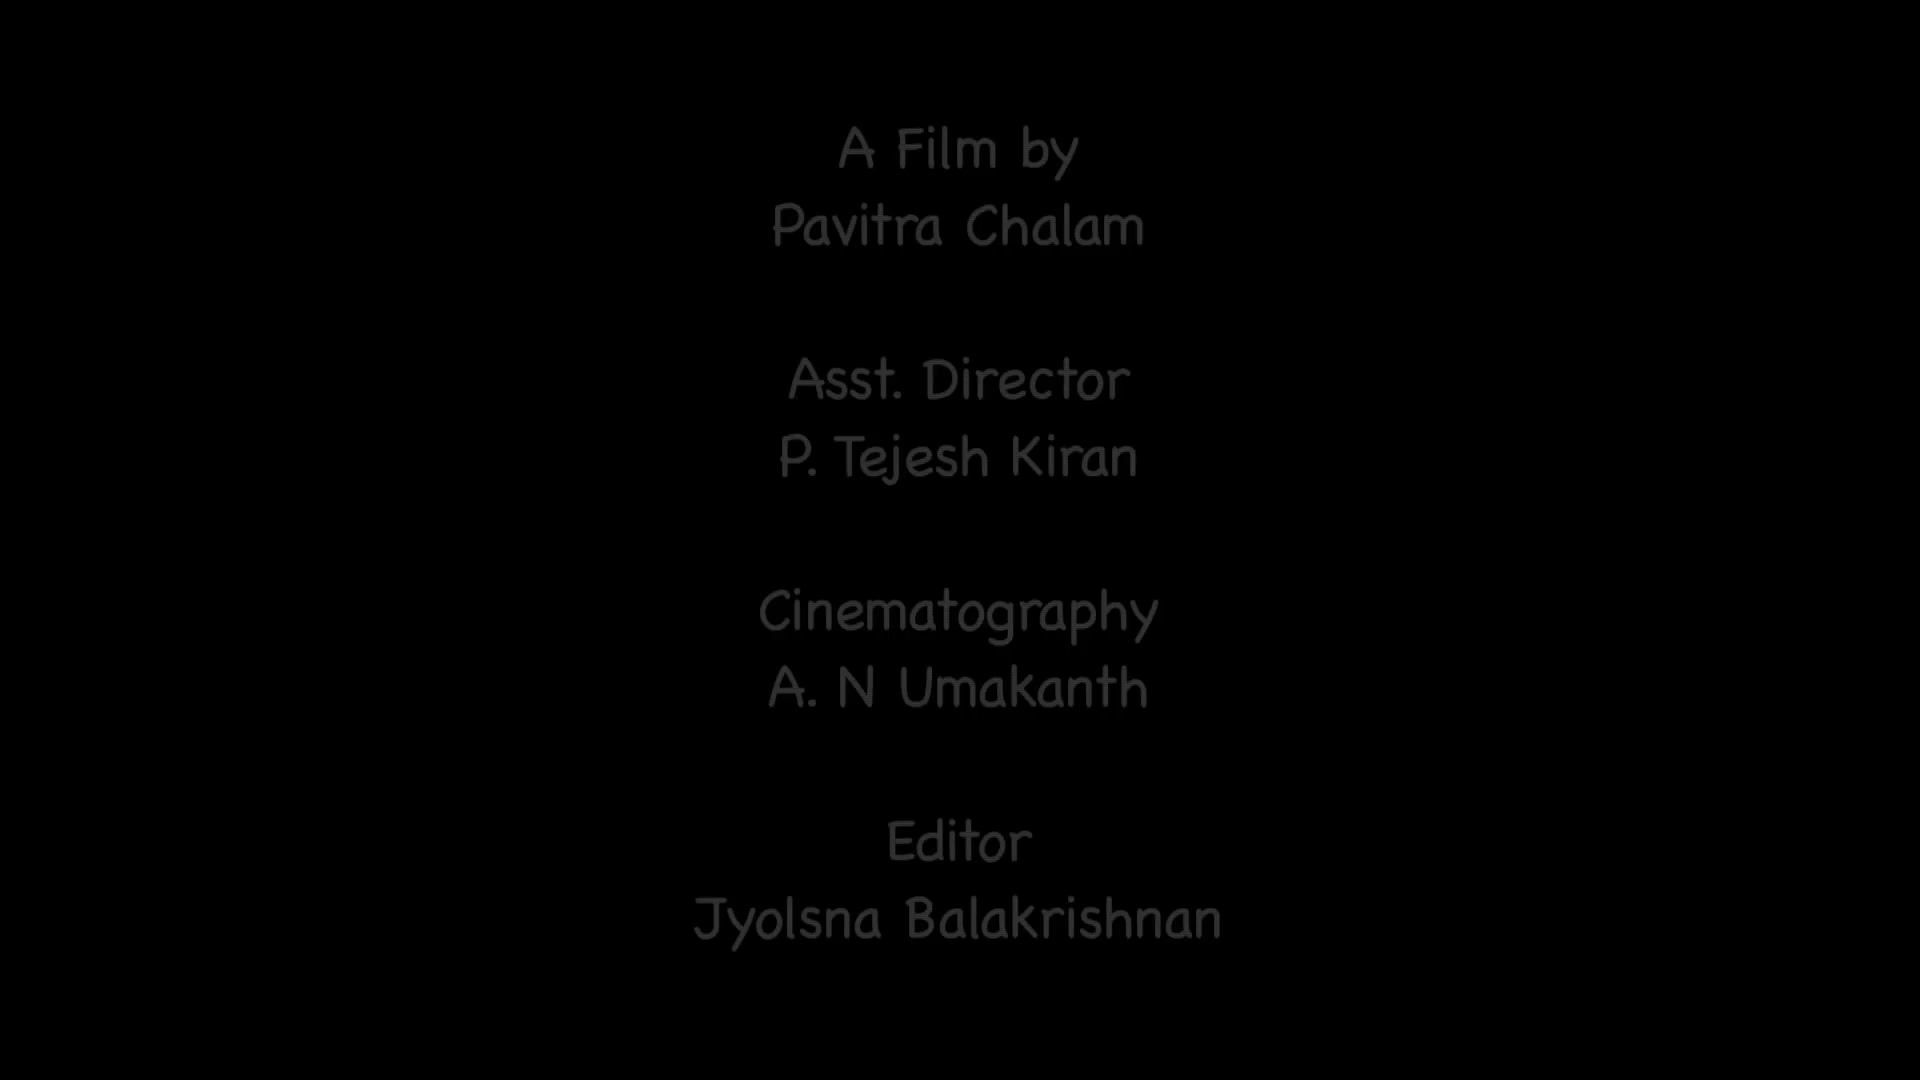 A Film by
Pavitra Chalam
Asst. Director
P. Tejesh Kiran
Cinematography
A. N Umakanth
Editor
Jyolsna Balakrishnan